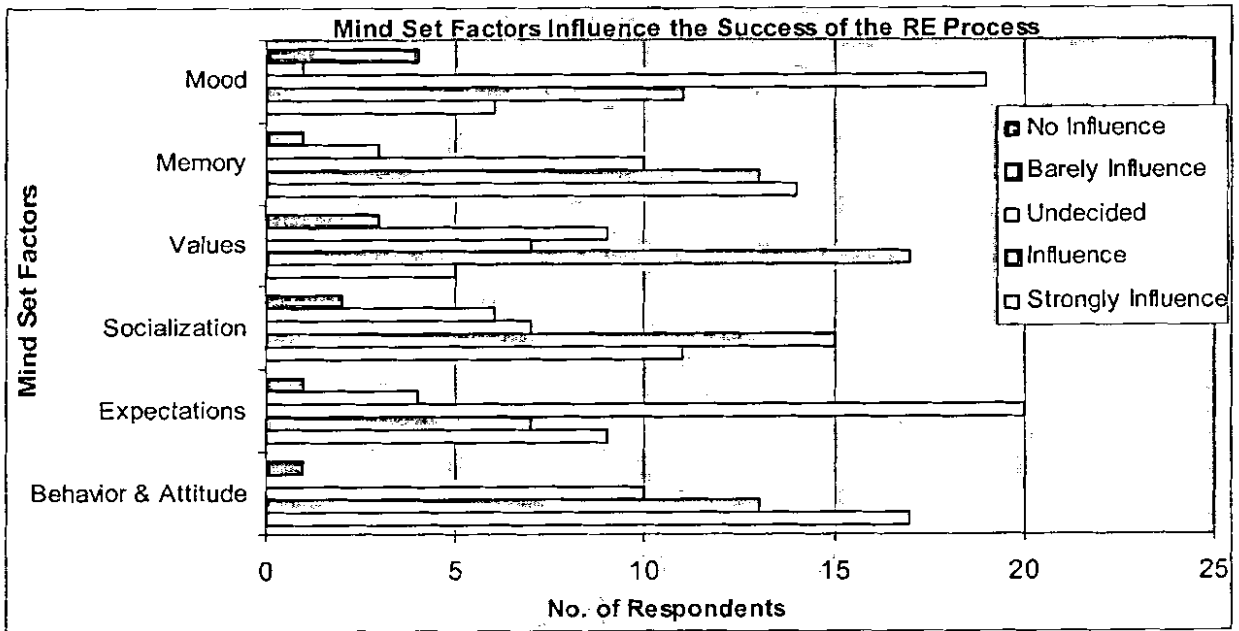 Mind Set Factors Influence the Success of the RE Process
Mind Set Factors
Mood
Memory
Values
Socialization
Expectations
Behavior & Attitude
0 5 10 15 20 25
No. of Respondents
No Influence
Barely Influence
Undecided
Influence
Strongly Influence